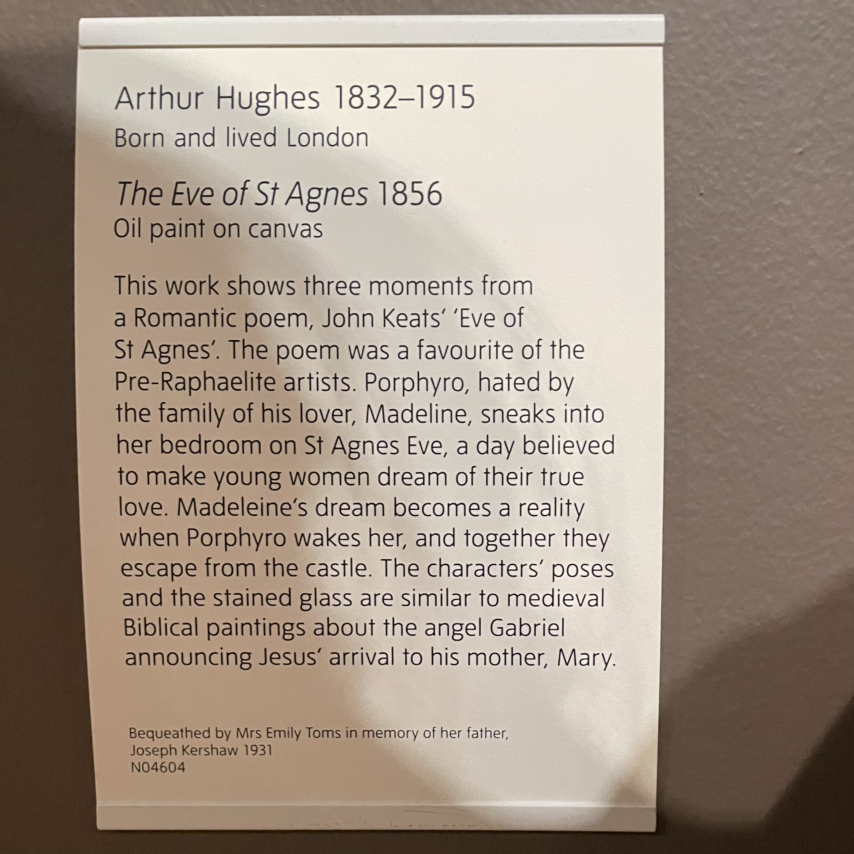 Arthur Hughes 1832–1915
Born and lived London
The Eve of St Agnes 1856
Oil paint on canvas
This work shows three moments from
a Romantic poem, John Keats’ ‘Eve of
St Agnes’. The poem was a favourite of the
Pre-Raphaelite artists. Porphyro, hated by
the family of his lover, Madeline, sneaks into
her bedroom on St Agnes Eve, a day believed
to make young women dream of their true
love. Madeleine’s dream becomes a reality
when Porphyro wakes her, and together they
escape from the castle. The characters’ poses
and the stained glass are similar to medieval
Biblical paintings about the angel Gabriel
announcing Jesus’ arrival to his mother, Mary.
Bequeathed by Mrs Emily Toms in memory of her father,
Joseph Kershaw 1931
N04604